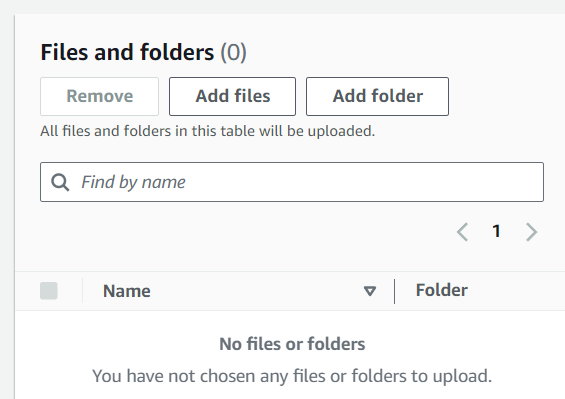 Files and folders (0)
Remove Add files Add folder
All files and folders in this table will be uploaded.
Find by name
1
Name Folder
No files or folders
You have not chosen any files or folders to upload.